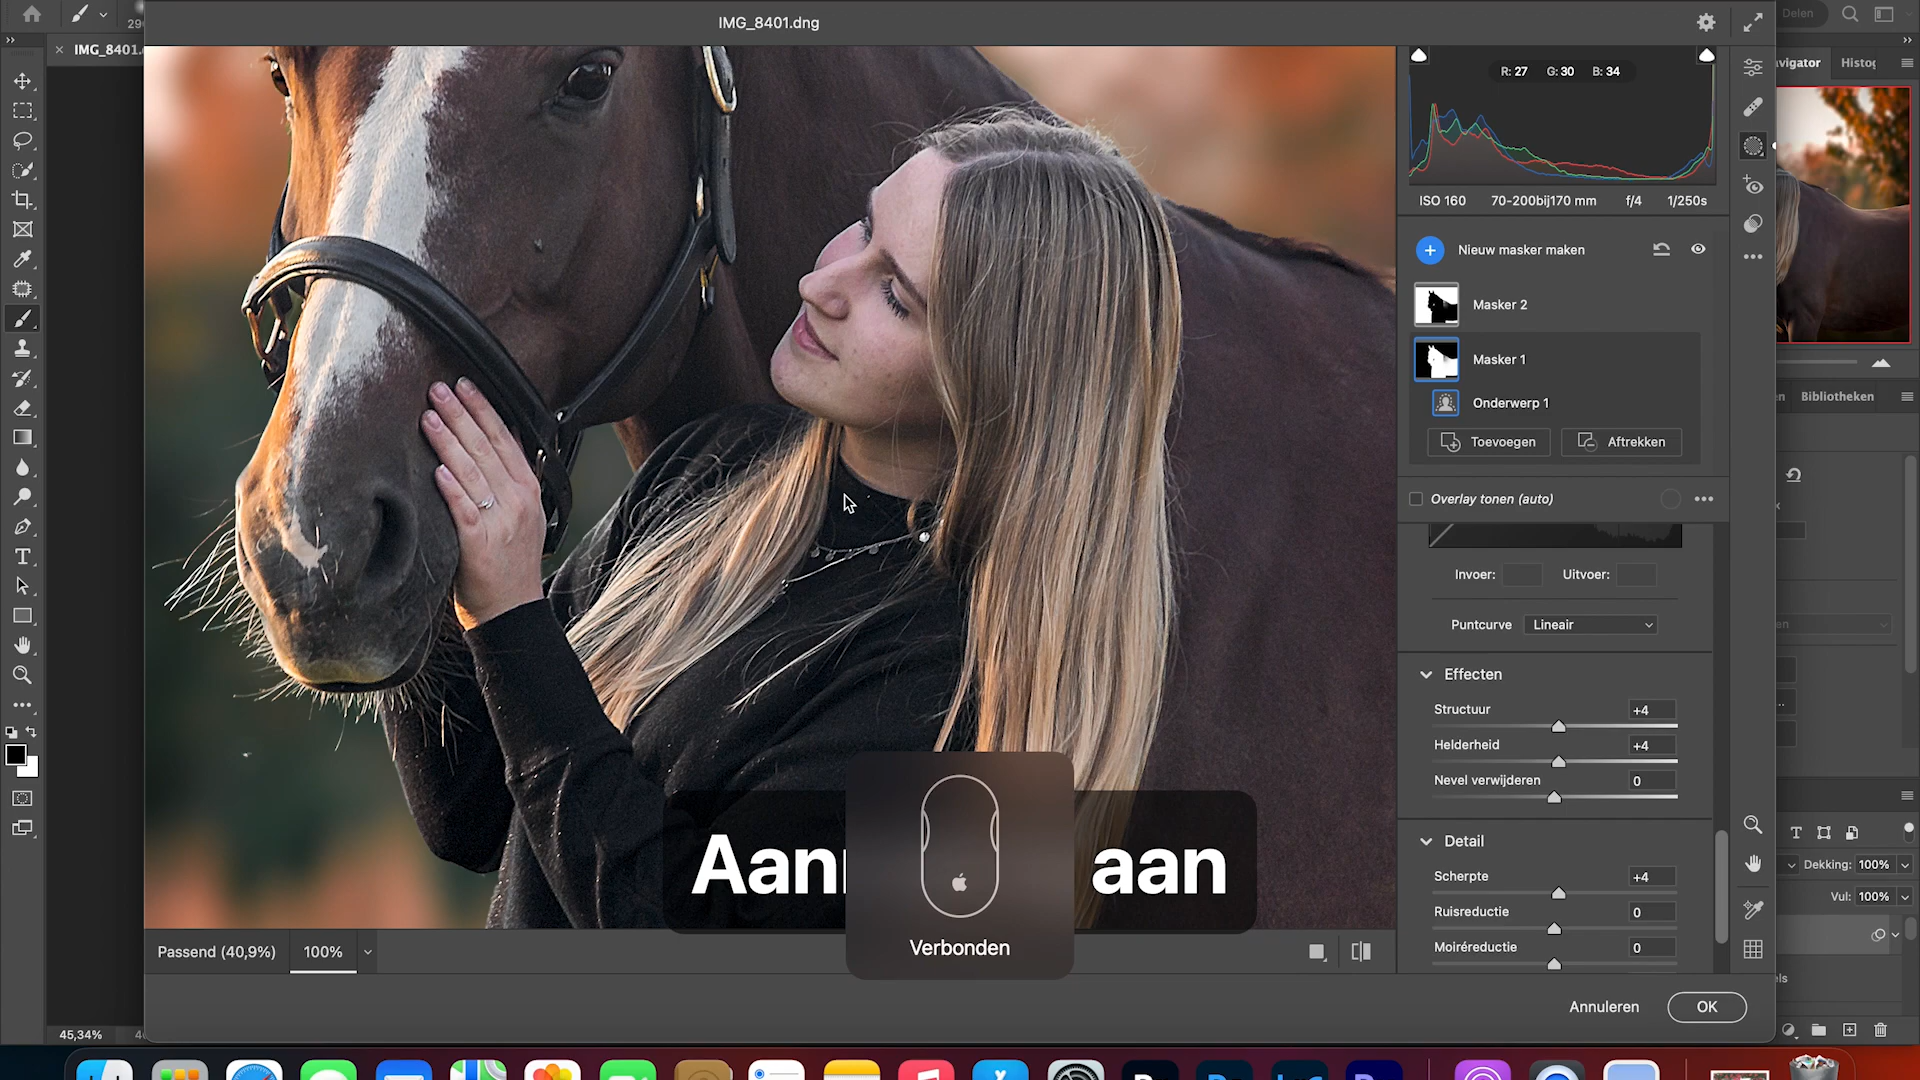 IMG_8401.dng
Delen
IMG_8401.
avigator
Histog
R: 27 G: 30 B: 34
ISO 160 70-200bij170 mm f/4 1/250s
Nieuw masker maken
Masker 2
Masker 1
Onderwerp 1
Toevoegen Aftrekken
Bibliotheken
Overlay tonen (auto)
Invoer: Uitvoer:
Puntcurve Lineair
Effecten
Structuur +4
Helderheid +4
Nevel verwijderen 0
Detail
Scherpte +4
Ruisreductie 0
Moiréreductie 0
Dekking: 100%
Vul: 100%
aan
Verbonden
Passend (40,9%) 100%
Annuleren OK
45,34%